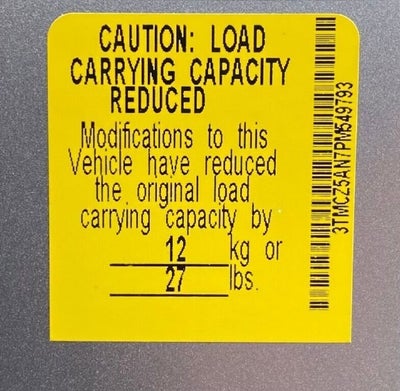 CAUTION: LOAD
CARRYING CAPACITY
REDUCED
Modifications to this
Vehicle have reduced
the original load
carrying capacity by
12 kg or
27 lbs.
3TMCZ5AN7PM549793